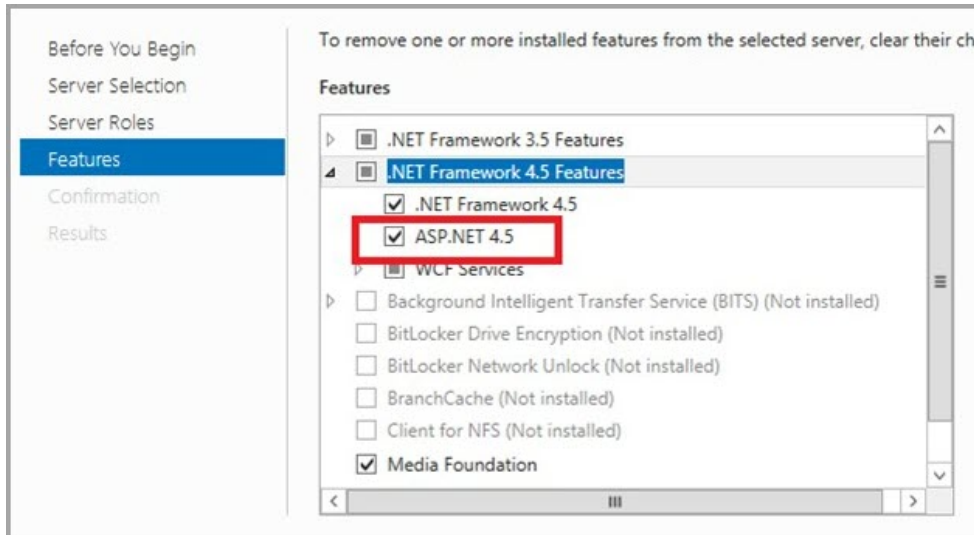 Before You Begin
Server Selection
Server Roles
Features
Confirmation
Results
To remove one or more installed features from the selected server, clear their ch
Features
.NET Framework 3.5 Features
.NET Framework 4.5 Features
.NET Framework 4.5
ASP.NET 4.5
WCF Services
Background Intelligent Transfer Service (BITS) (Not installed)
BitLocker Drive Encryption (Not installed)
BitLocker Network Unlock (Not installed)
BranchCache (Not installed)
Client for NFS (Not installed)
Media Foundation